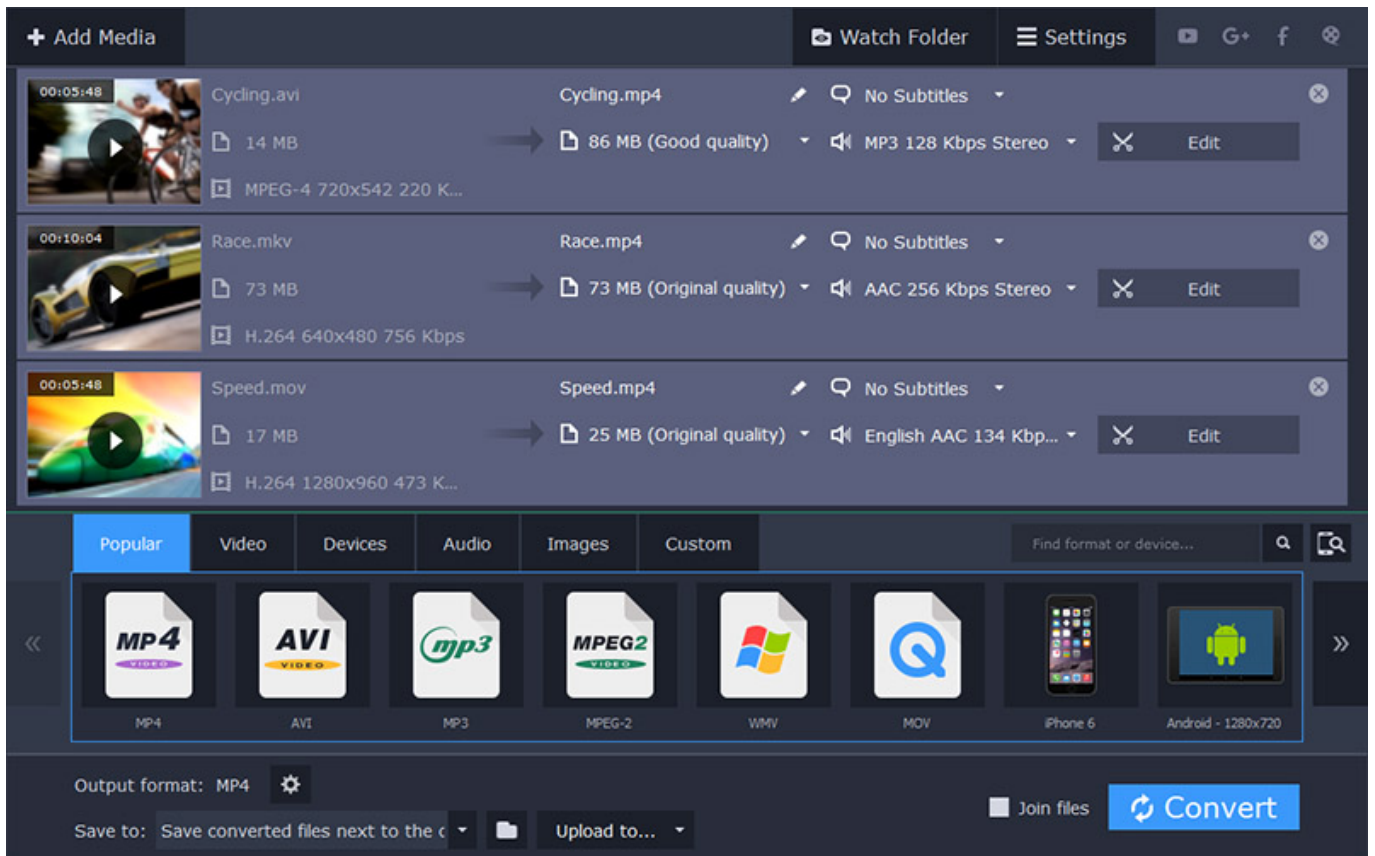 Add Media
Watch Folder
Settings
G+
00:05:48
Cycling.avi
Cycling.mp4
No Subtitles
14 MB
86 MB (Good quality)
MP3 128 Kbps Stereo
Edit
MPEG-4 720x542 220 K...
00:10:04
Race.mkv
Race.mp4
No Subtitles
73 MB
73 MB (Original quality)
AAC 256 Kbps Stereo
Edit
H.264 640x480 756 Kbps
00:05:48
Speed.mov
Speed.mp4
No Subtitles
17 MB
25 MB (Original quality)
English AAC 134 Kbp...
Edit
H.264 1280x960 473 K...
Popular
Video
Devices
Audio
Images
Custom
Find format or device...
MP4
VIDEO
AVI
VIDEO
mp3
MPEG2
VIDEO
MP4
AVI
MP3
MPEG-2
WMV
MOV
iPhone 6
Android - 1280x720
Output format: MP4
Join files
Convert
Save to: Save converted files next to the
Upload to...